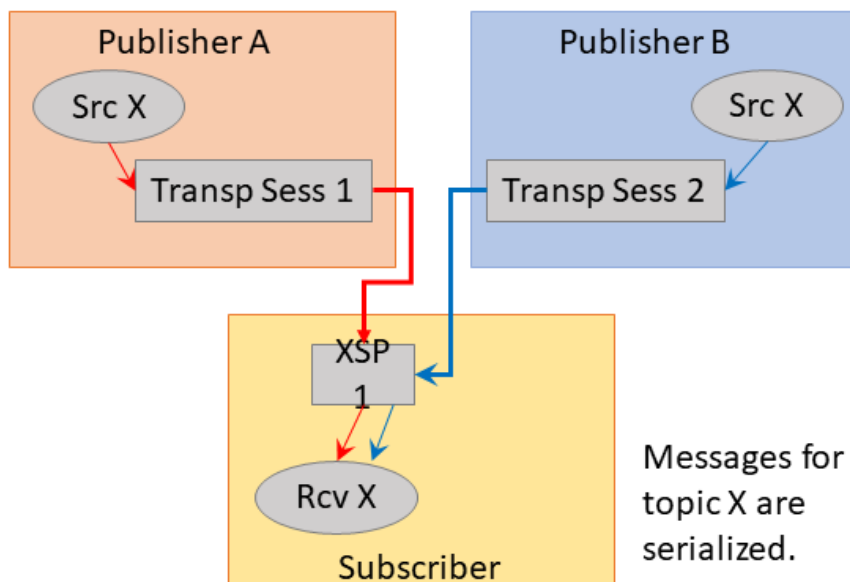 Publisher A
Publisher B
Src X
Src X
Transp Sess 1
Transp Sess 2
XSP
1
Rcv X
Messages for
topic X are
serialized.
Subscriber